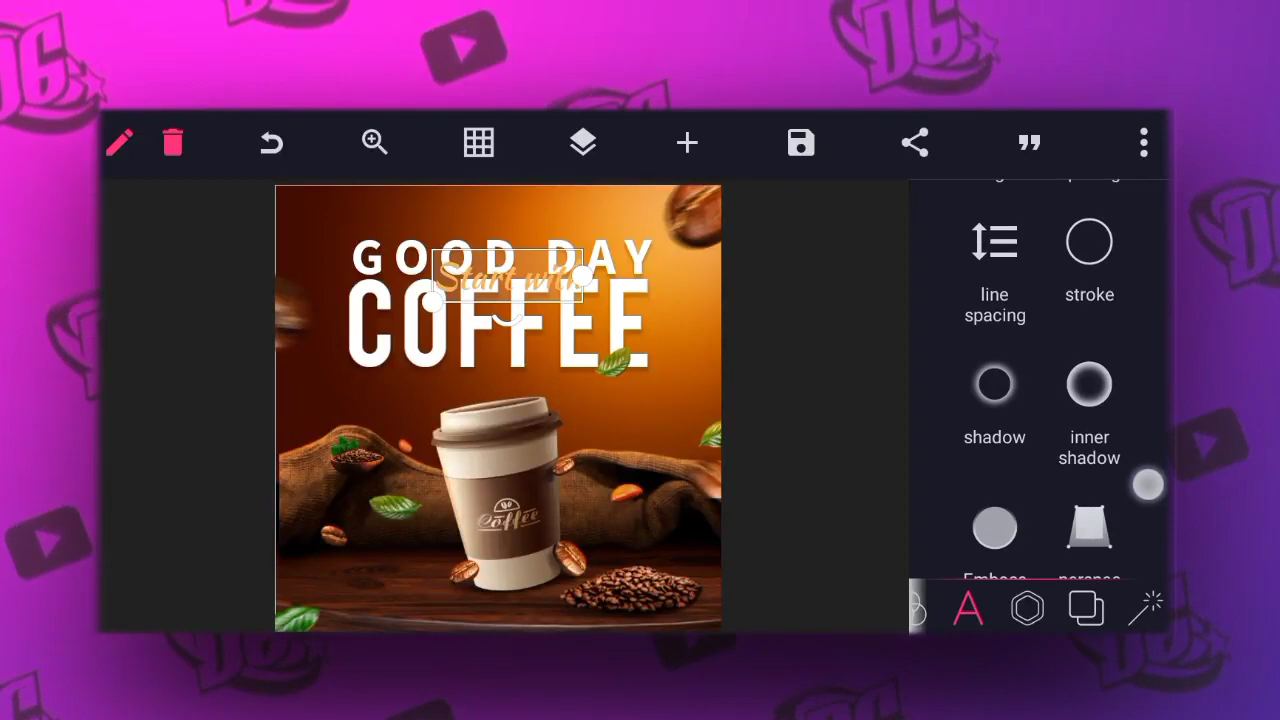 GOOD DAY
Start with
COFFEE
line
spacing
stroke
shadow
inner
shadow
Coffee